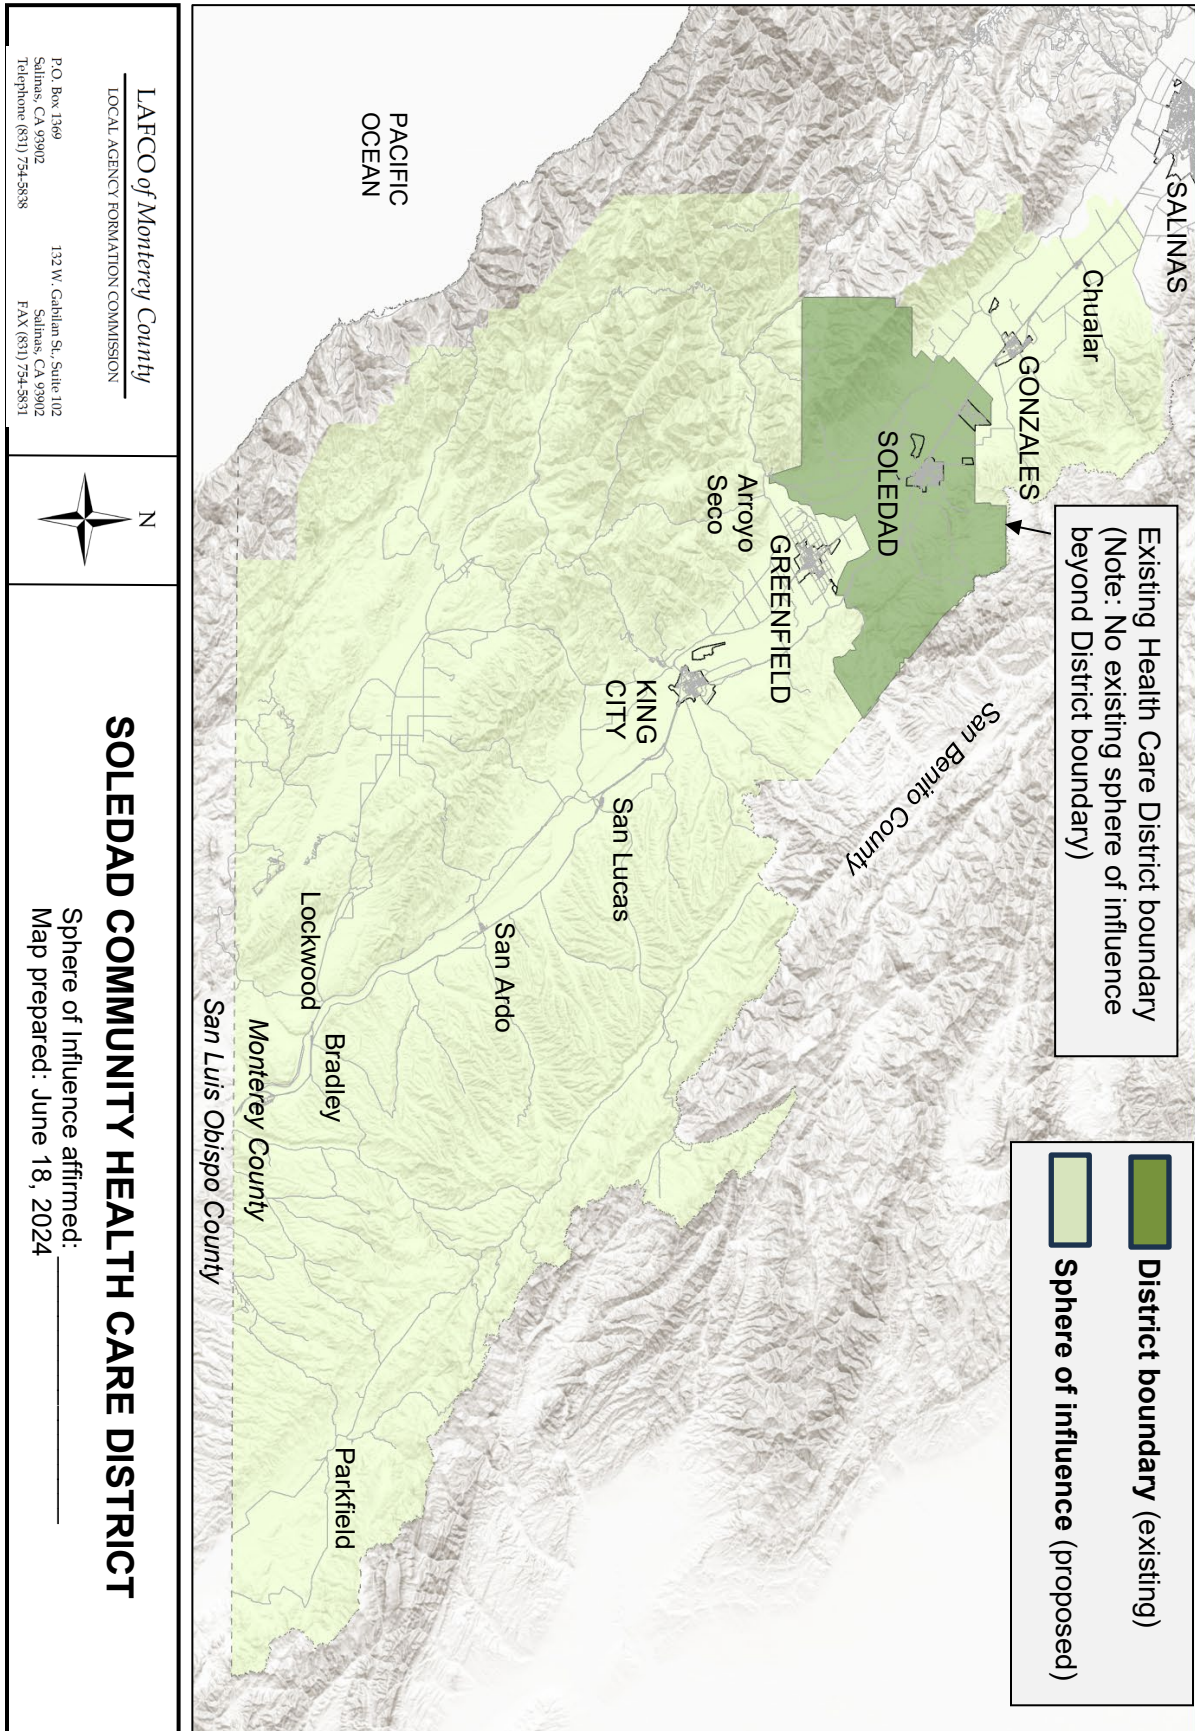 SALINAS
Chualar
GONZALES
SOLEDAD
Arroyo
Seco
GREENFIELD
KING
CITY
San Lucas
San Ardo
Lockwood
Bradley
Parkfield
San Benito County
Monterey County
San Luis Obispo County
PACIFIC
OCEAN
Existing Health Care District boundary
(Note: No existing sphere of influence
beyond District boundary)
District boundary (existing)
Sphere of influence (proposed)
LAFCO of Monterey County
LOCAL AGENCY FORMATION COMMISSION
P.O. Box 1369 132 W. Gabilan St., Suite 102
Salinas, CA 93902 Salinas, CA 93902
Telephone (831) 754-5838 FAX (831) 754-5831
N
SOLEDAD COMMUNITY HEALTH CARE DISTRICT
Sphere of Influence affirmed: ____________________
Map prepared: June 18, 2024